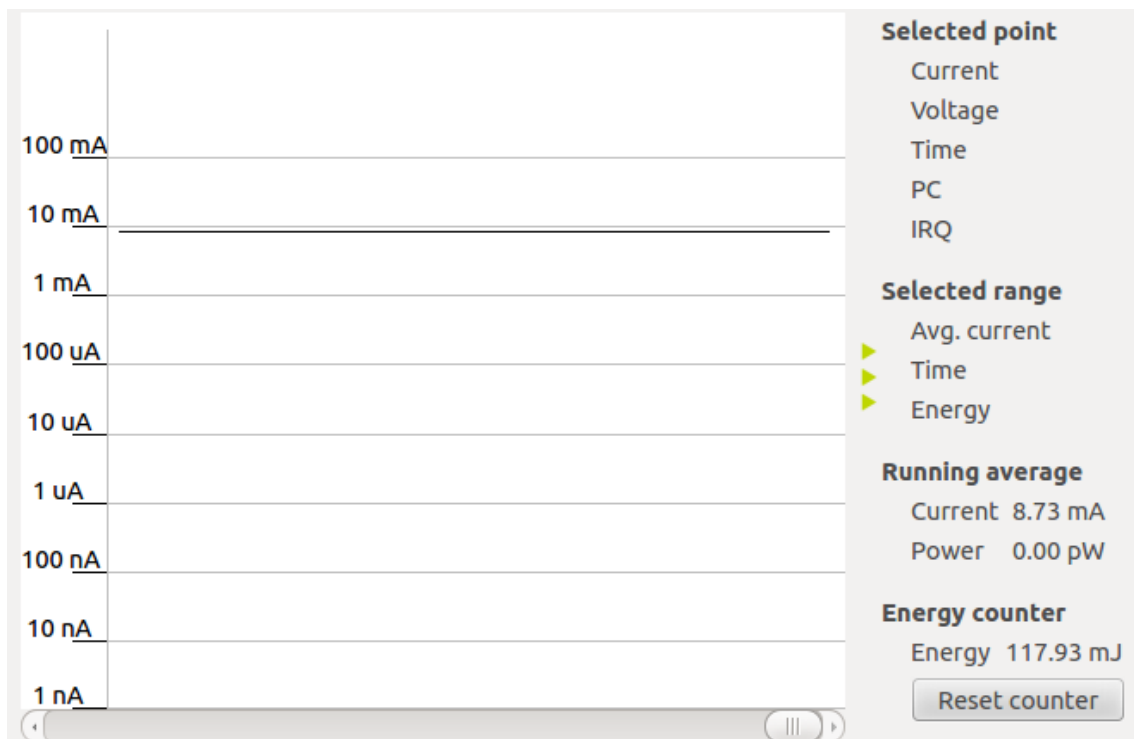 100 mA
10 mA
1 mA
100 uA
10 uA
1 uA
100 nA
10 nA
1 nA
Selected point
Current
Voltage
Time
PC
IRQ
Selected range
Avg. current
Time
Energy
Running average
Current 8.73 mA
Power 0.00 pW
Energy counter
Energy 117.93 mJ
Reset counter